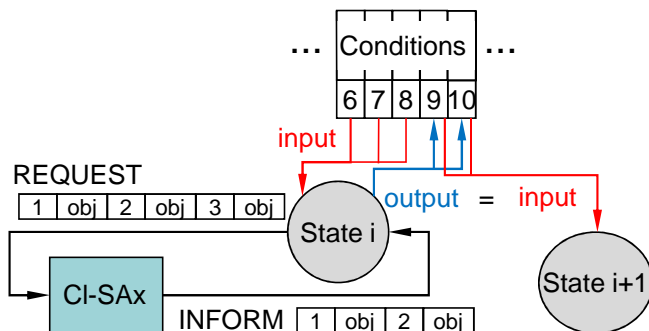 ... Conditions ...
6 7 8 9 10
input
REQUEST
output = input
1 obj 2 obj 3 obj
State i
State i+1
CI-SAx
INFORM 1 obj 2 obj